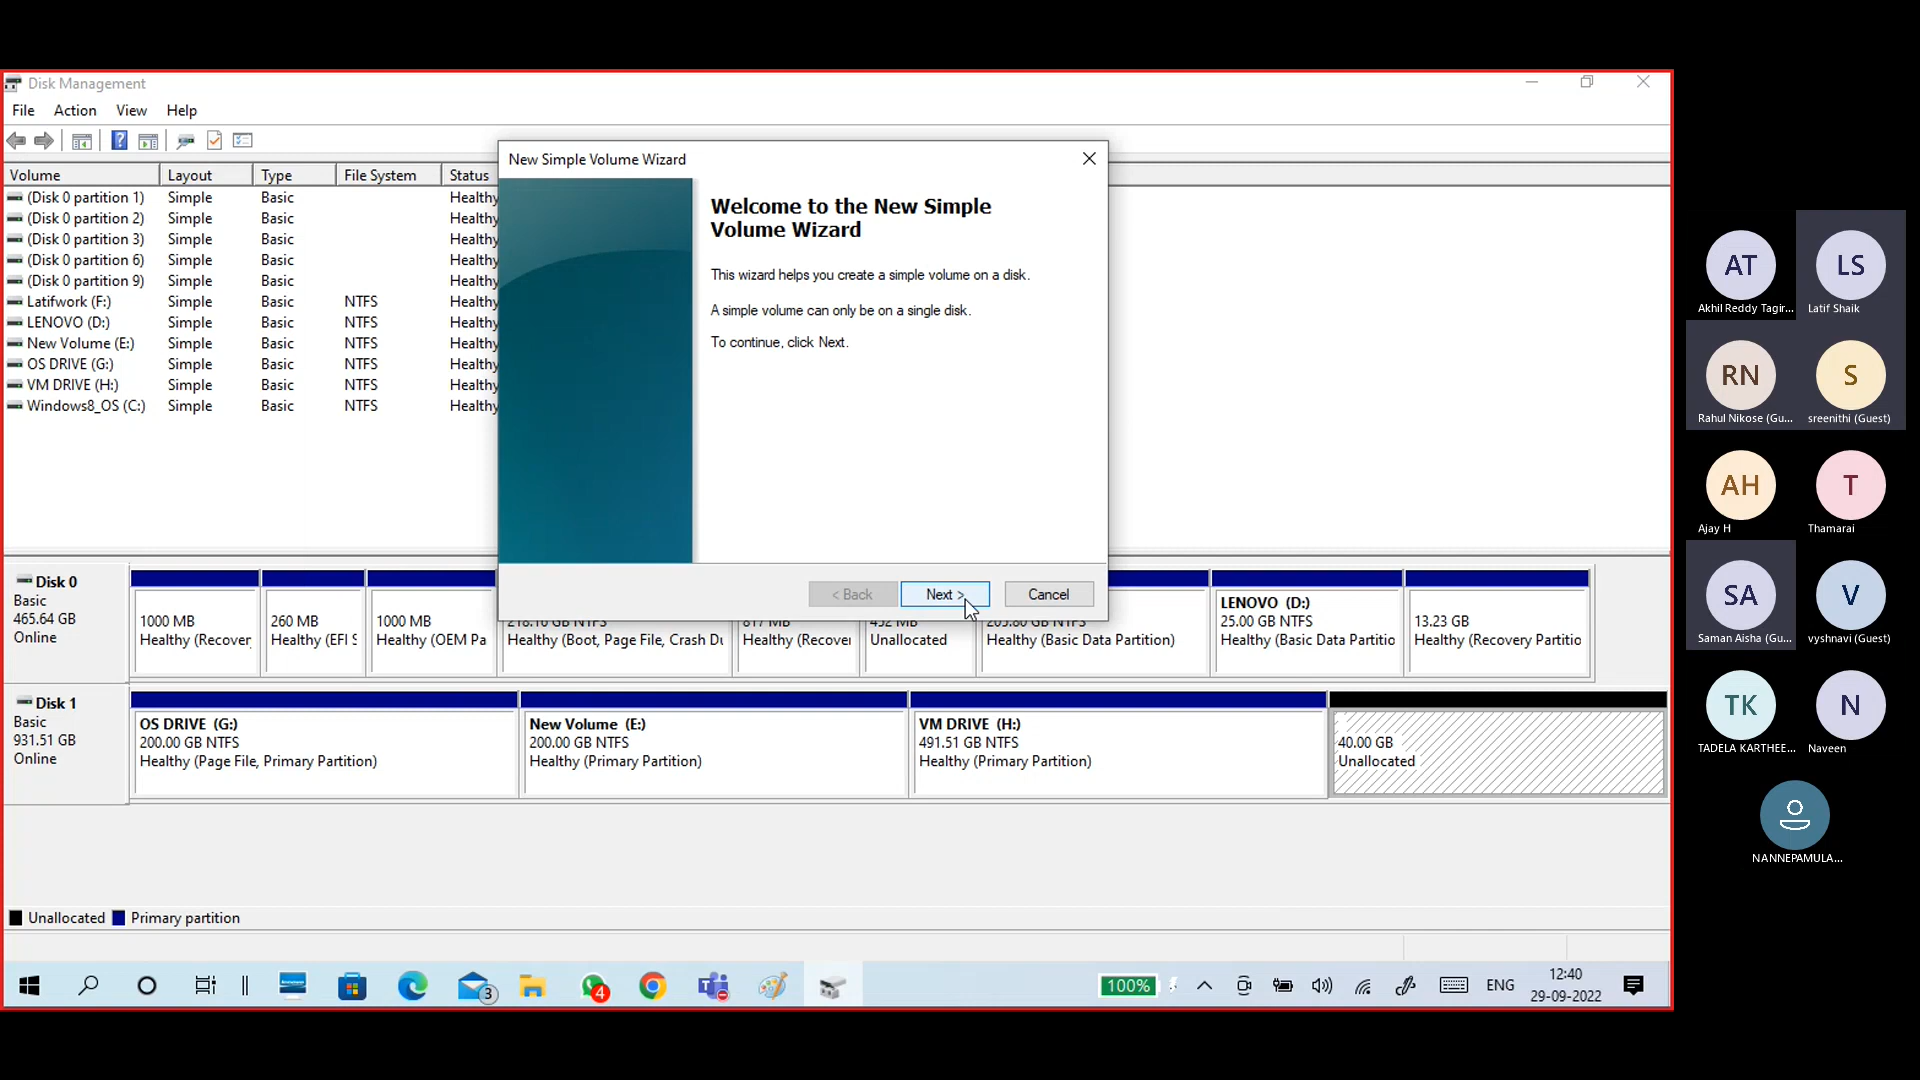 Disk Management
File Action View Help
Volume Layout Type File System Status
(Disk 0 partition 1) Simple Basic Healthy
(Disk 0 partition 2) Simple Basic Healthy
(Disk 0 partition 3) Simple Basic Healthy
(Disk 0 partition 6) Simple Basic Healthy
(Disk 0 partition 9) Simple Basic Healthy
Latifwork (F:) Simple Basic NTFS Healthy
LENOVO (D:) Simple Basic NTFS Healthy
New Volume (E:) Simple Basic NTFS Healthy
OS DRIVE (G:) Simple Basic NTFS Healthy
VM DRIVE (H:) Simple Basic NTFS Healthy
Windows8_OS (C:) Simple Basic NTFS Healthy
New Simple Volume Wizard
Welcome to the New Simple
Volume Wizard
This wizard helps you create a simple volume on a disk.
A simple volume can only be on a single disk.
To continue, click Next.
< Back Next > Cancel
Disk 0
Basic
465.64 GB
Online
1000 MB
Healthy (Recover
260 MB
Healthy (EFI S
1000 MB
Healthy (OEM Pa
218.10 GB NTFS
Healthy (Boot, Page File, Crash Du
817 MB
Healthy (Recover
452 MB
Unallocated
205.80 GB NTFS
Healthy (Basic Data Partition)
LENOVO (D:)
25.00 GB NTFS
Healthy (Basic Data Partitio
13.23 GB
Healthy (Recovery Partitio
Disk 1
Basic
931.51 GB
Online
OS DRIVE (G:)
200.00 GB NTFS
Healthy (Page File, Primary Partition)
New Volume (E:)
200.00 GB NTFS
Healthy (Primary Partition)
VM DRIVE (H:)
491.51 GB NTFS
Healthy (Primary Partition)
40.00 GB
Unallocated
Unallocated Primary partition
3
4
100%
ENG
12:40
29-09-2022
AT
Akhil Reddy Tagir...
LS
Latif Shaik
RN
Rahul Nikose (Gu...
S
sreenithi (Guest)
AH
Ajay H
T
Thamarai
SA
Saman Aisha (Gu...
V
vyshnavi (Guest)
TK
TADELA KARTHEE...
N
Naveen
NANNEPAMULA...